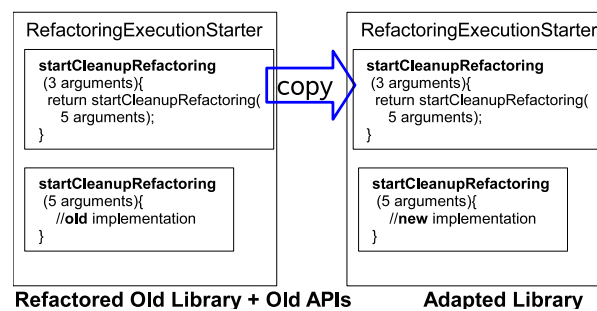 RefactoringExecutionStarter
startCleanupRefactoring
(3 arguments){
return startCleanupRefactoring(
5 arguments);
}
startCleanupRefactoring
(5 arguments){
//old implementation
}
Refactored Old Library + Old APIs
copy
RefactoringExecutionStarter
startCleanupRefactoring
(3 arguments){
return startCleanupRefactoring(
5 arguments);
}
startCleanupRefactoring
(5 arguments){
//new implementation
}
Adapted Library